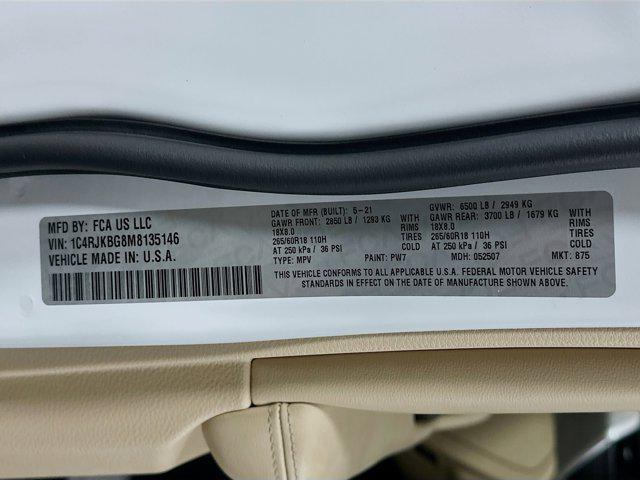 MFD BY: FCA US LLC
VIN: 1C4RJKBG8M8135146
VEHICLE MADE IN: U.S.A.
DATE OF MFR (BUILT): 5-21
GVWR: 6500 LB / 2949 KG
GAWR FRONT: 2850 LB / 1293 KG WITH
GAWR REAR: 3700 LB / 1679 KG WITH
18X8.0 RIMS
18X8.0 RIMS
265/60R18 110H TIRES
265/60R18 110H TIRES
AT 250 kPa / 36 PSI COLD
AT 250 kPa / 36 PSI COLD
TYPE: MPV PAINT: PW7 MDH: 052507 MKT: 875
THIS VEHICLE CONFORMS TO ALL APPLICABLE U.S.A. FEDERAL MOTOR VEHICLE SAFETY
STANDARDS IN EFFECT ON THE DATE OF MANUFACTURE SHOWN ABOVE.